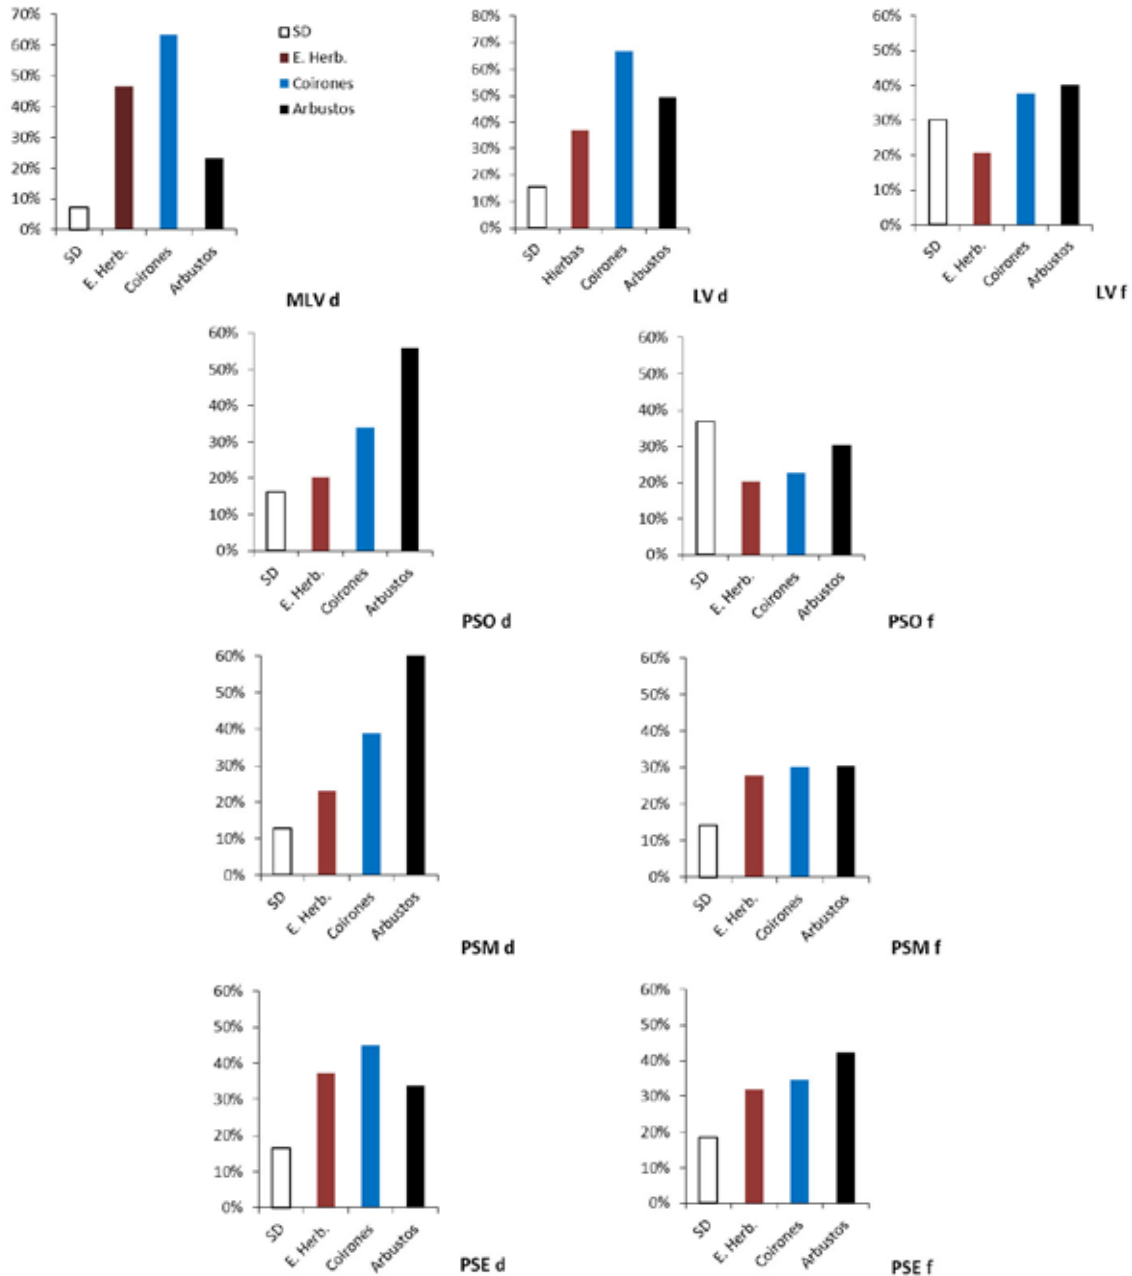 70%
60%
50%
40%
30%
20%
10%
0%
SD
E. Herb.
Coirones
Arbustos
MLV d
SD
E. Herb.
Coirones
Arbustos
80%
70%
60%
50%
40%
30%
20%
10%
0%
SD
Hierbas
Coirones
Arbustos
LV d
60%
50%
40%
30%
20%
10%
0%
SD
E. Herb.
Coirones
Arbustos
LV f
60%
50%
40%
30%
20%
10%
0%
SD
E. Herb.
Coirones
Arbustos
PSO d
60%
50%
40%
30%
20%
10%
0%
SD
E. Herb.
Coirones
Arbustos
PSO f
60%
50%
40%
30%
20%
10%
0%
SD
E. Herb.
Coirones
Arbustos
PSM d
60%
50%
40%
30%
20%
10%
0%
SD
E. Herb.
Coirones
Arbustos
PSM f
60%
50%
40%
30%
20%
10%
0%
SD
E. Herb.
Coirones
Arbustos
PSE d
60%
50%
40%
30%
20%
10%
0%
SD
E. Herb.
Coirones
Arbustos
PSE f